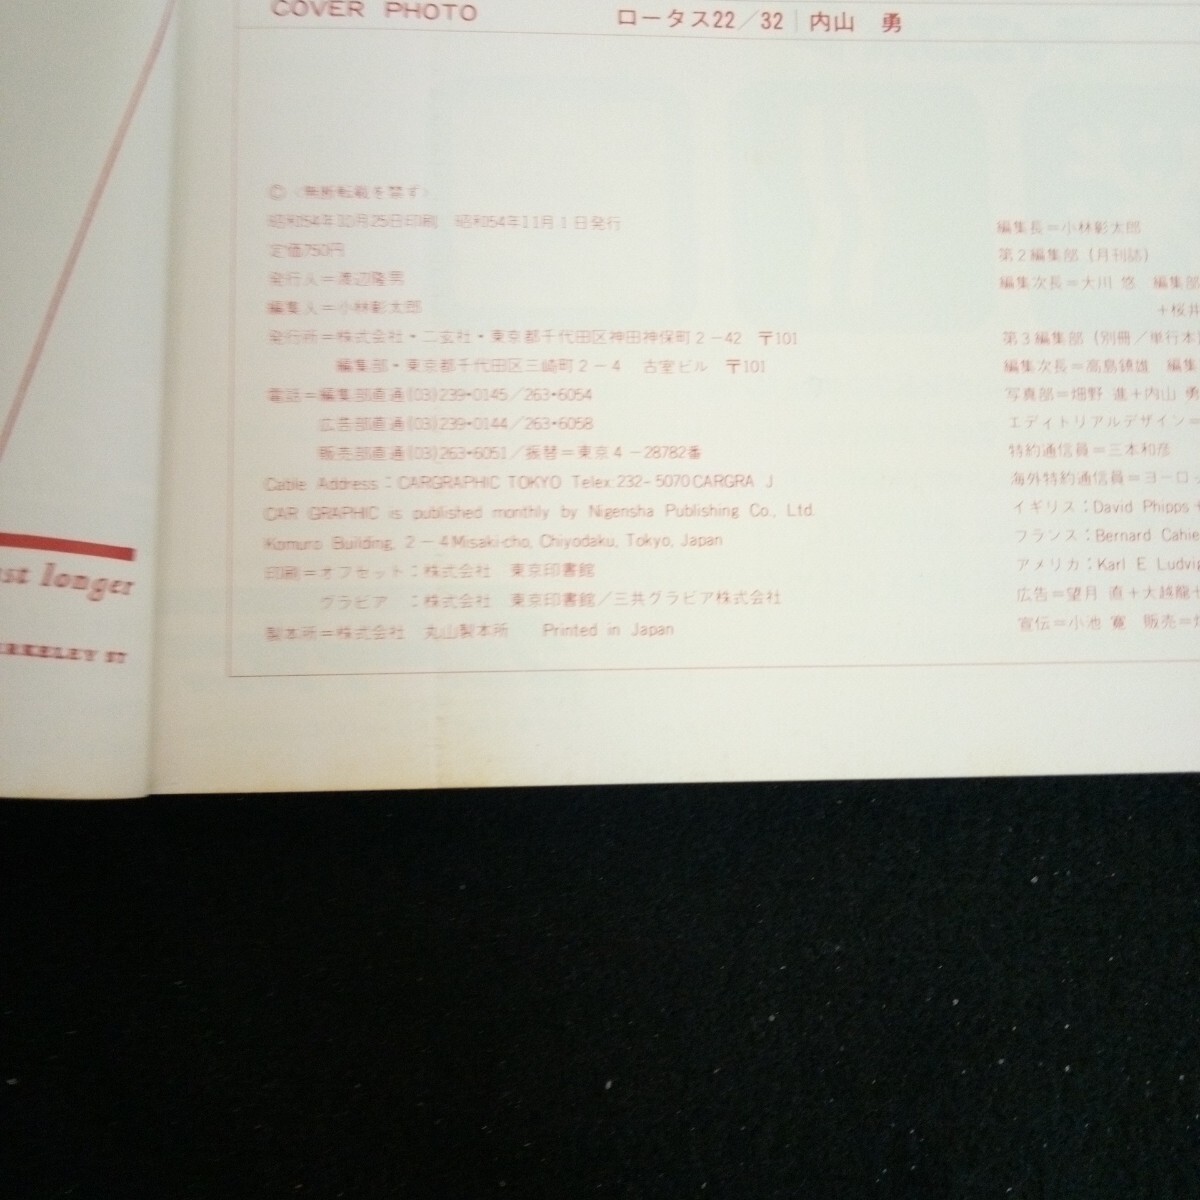 COVER PHOTO ロータス22／32 内山 勇
©〈無断転載を禁ず〉
昭和54年10月25日印刷 昭和54年11月1日発行
定価750円
発行人＝渡辺隆男
編集人＝小林彰太郎
発行所＝株式会社・二玄社・東京都千代田区神田神保町2－42 〒101
編集部・東京都千代田区三崎町2－4 古室ビル 〒101
電話＝編集部直通(03)239・0145／263・6054
広告部直通(03)239・0144／263・6058
販売部直通(03)263・6051／振替＝東京4－28782番
Cable Address：CARGRAPHIC TOKYO Telex:232-5070 CARGRA J
CAR GRAPHIC is published monthly by Nigensha Publishing Co., Ltd.
Komuro Building, 2－4 Misaki-cho, Chiyodaku, Tokyo, Japan
印刷＝オフセット：株式会社 東京印書館
グラビア ：株式会社 東京印書館／三共グラビア株式会社
製本所＝株式会社 丸山製本所 Printed in Japan
編集長＝小林彰太郎
第2編集部（月刊誌）
編集次長＝大川 悠 編集部
＋桜井
第3編集部（別冊／単行本
編集次長＝高島鎮雄 編集
写真部＝畑野 進＋内山 勇
エディトリアルデザイン＝
特約通信員＝三本和彦
海外特約通信員＝ヨーロッ
イギリス：David Phipps＋
フランス：Bernard Cahie
アメリカ：Karl E Ludvig
広告＝望月 直＋大越龍
宣伝＝小池 寛 販売＝
st longer
RKELEY ST